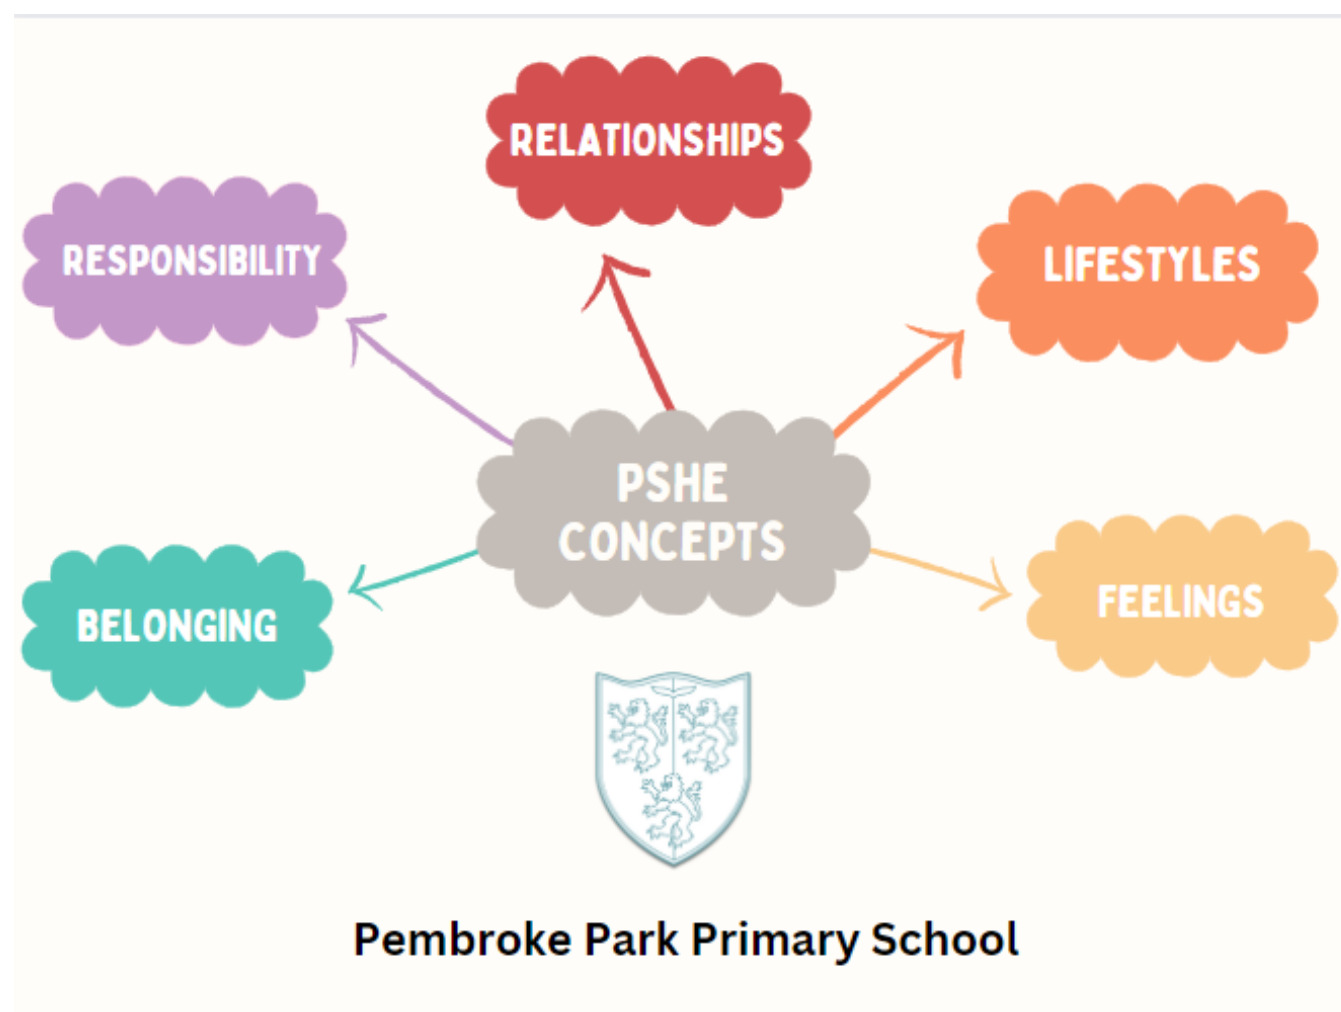 RELATIONSHIPS
RESPONSIBILITY
LIFESTYLES
PSHE
CONCEPTS
BELONGING
FEELINGS
Pembroke Park Primary School